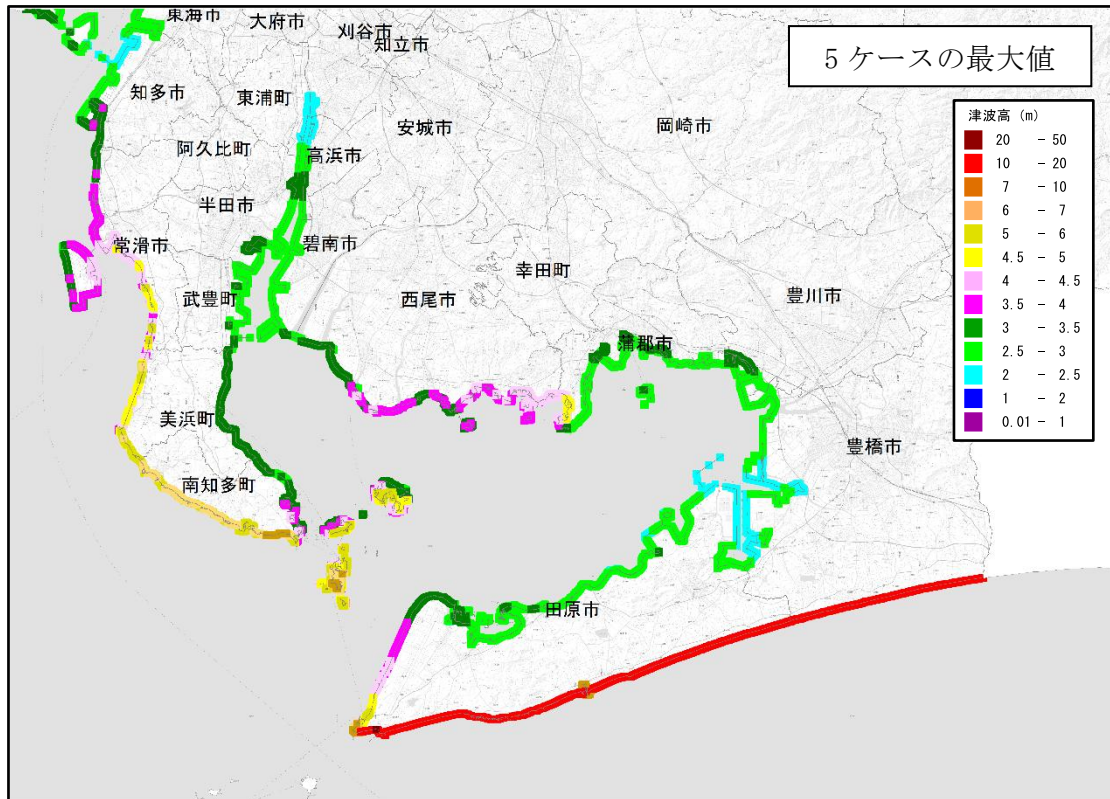 東海市
大府市
刈谷市
知立市
5 ケースの最大値
知多市
東浦町
安城市
岡崎市
阿久比町
高浜市
半田市
碧南市
常滑市
武豊町
西尾市
幸田町
豊川市
蒲郡市
美浜町
豊橋市
南知多町
田原市
津波高 (m)
20 - 50
10 - 20
7 - 10
6 - 7
5 - 6
4.5 - 5
4 - 4.5
3.5 - 4
3 - 3.5
2.5 - 3
2 - 2.5
1 - 2
0.01 - 1